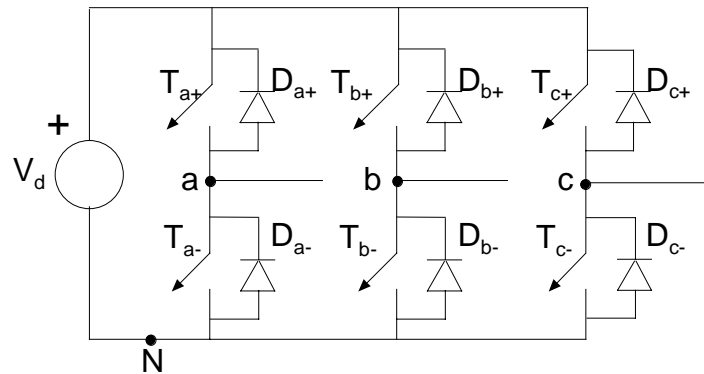 T_a+ D_a+ T_b+ D_b+ T_c+ D_c+
+
V_d
a b c
T_a- D_a- T_b- D_b- T_c- D_c-
N